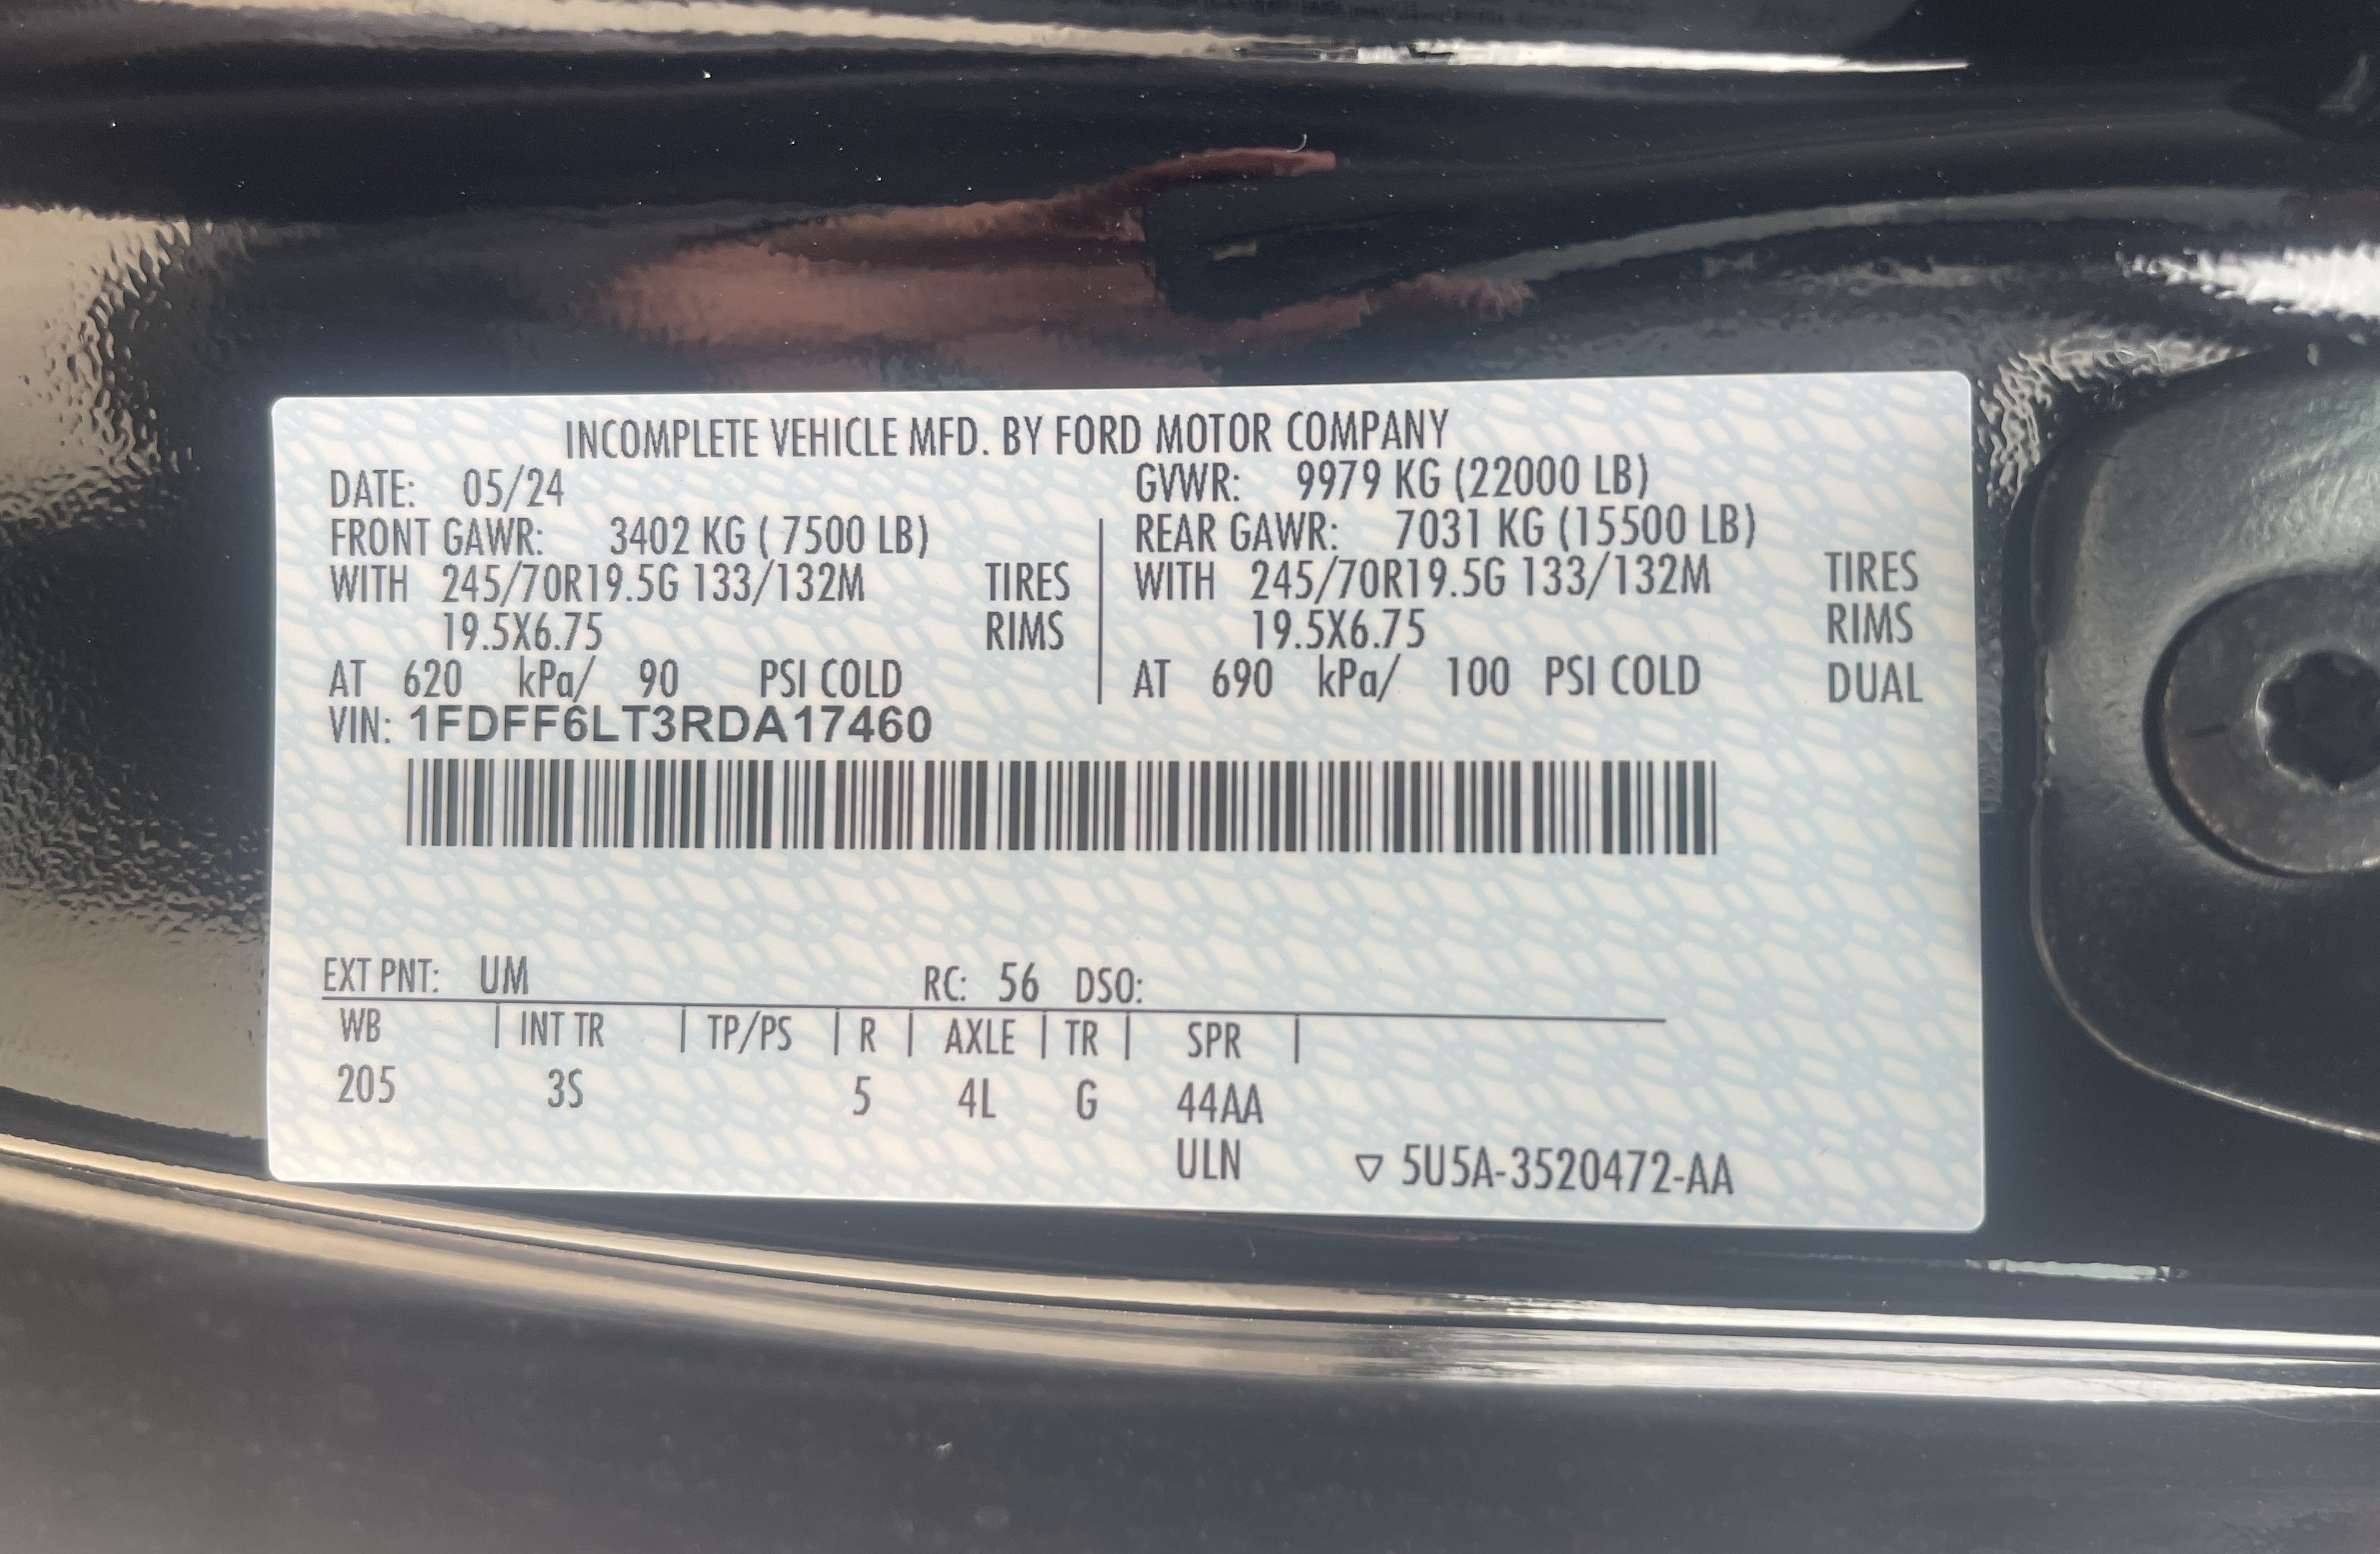 INCOMPLETE VEHICLE MFD. BY FORD MOTOR COMPANY
DATE: 05/24 GVWR: 9979 KG (22000 LB)
FRONT GAWR: 3402 KG ( 7500 LB) REAR GAWR: 7031 KG (15500 LB)
WITH 245/70R19.5G 133/132M TIRES WITH 245/70R19.5G 133/132M TIRES
19.5X6.75 RIMS 19.5X6.75 RIMS
AT 620 kPa/ 90 PSI COLD AT 690 kPa/ 100 PSI COLD DUAL
VIN: 1FDFF6LT3RDA17460
EXT PNT: UM RC: 56 DSO:
WB | INT TR | TP/PS | R | AXLE | TR | SPR |
205 3S 5 4L G 44AA
ULN ▽ 5U5A-3520472-AA